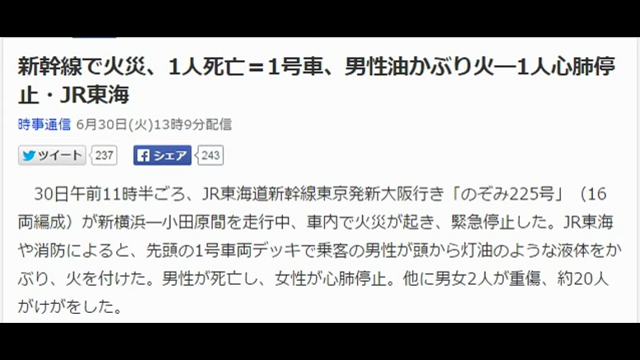 新幹線で火災、1人死亡＝1号車、男性油かぶり火―1人心肺停
止・JR東海
時事通信 6月30日(火)13時9分配信
ツイート 237 シェア 243
30日午前11時半ごろ、JR東海道新幹線東京発新大阪行き「のぞみ225号」（16
両編成）が新横浜―小田原間を走行中、車内で火災が起き、緊急停止した。JR東海
や消防によると、先頭の1号車両デッキで乗客の男性が頭から灯油のような液体をか
ぶり、火を付けた。男性が死亡し、女性が心肺停止。他に男女2人が重傷、約20人
がけがをした。